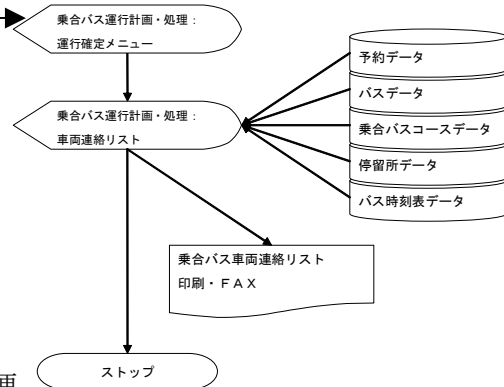 乗合バス運行計画・処理：
運行確定メニュー
乗合バス運行計画・処理：
車両連絡リスト
予約データ
バスデータ
乗合バスコースデータ
停留所データ
バス時刻表データ
乗合バス車両連絡リスト
印刷・ＦＡＸ
ストップ